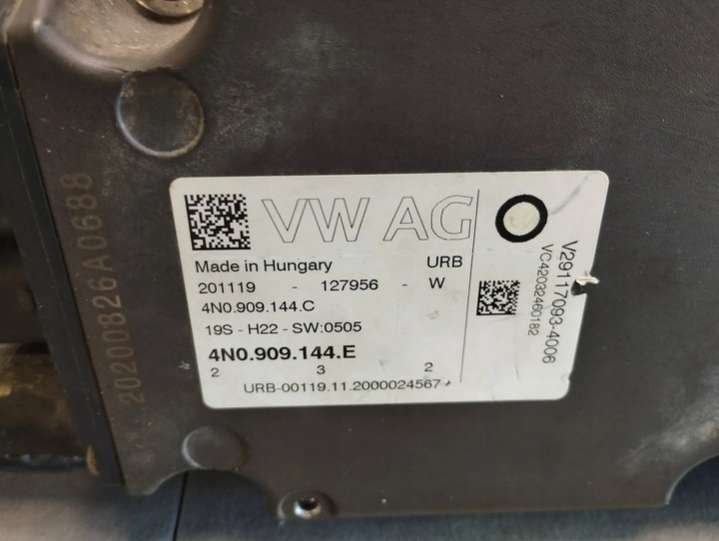 20200826A0688
VW AG
Made in Hungary URB
201119 - 127956 - W
4N0.909.144.C
19S - H22 - SW:0505
4N0.909.144.E
2 3 2
URB-00119.11.2000024567
V29117093-4006
VC42032460182